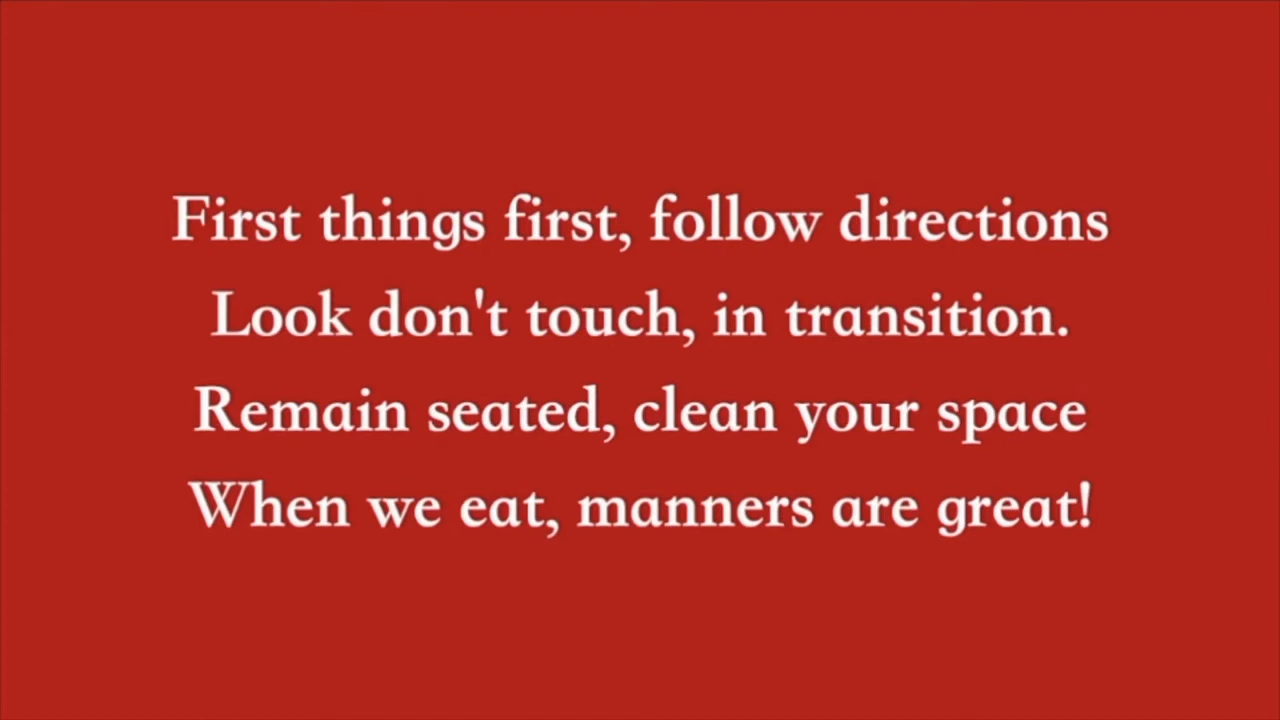 First things first, follow directions
Look don't touch, in transition.
Remain seated, clean your space
When we eat, manners are great!